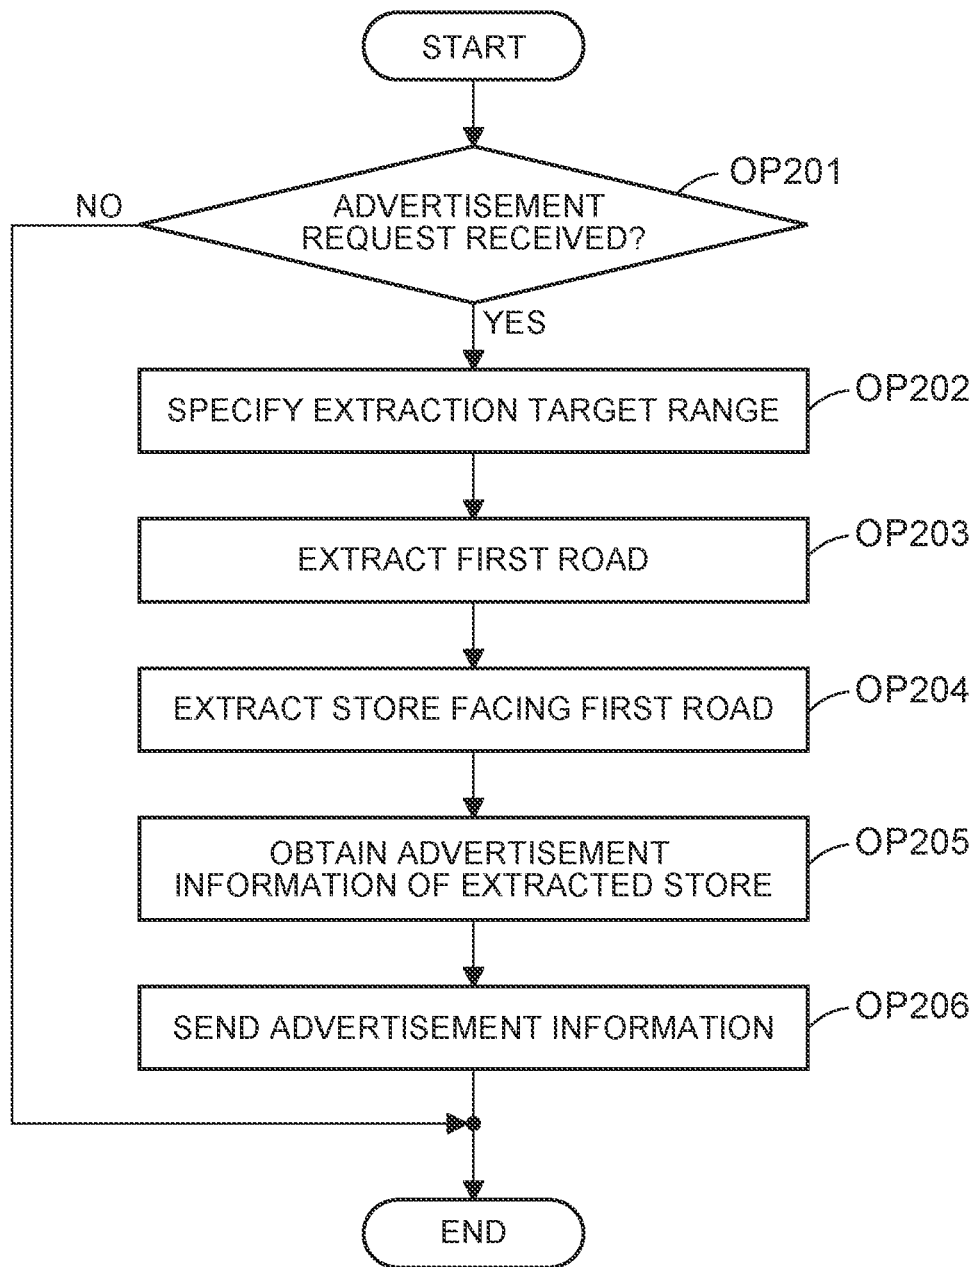 START
OP201
NO
ADVERTISEMENT
REQUEST RECEIVED?
YES
OP202
SPECIFY EXTRACTION TARGET RANGE
OP203
EXTRACT FIRST ROAD
OP204
EXTRACT STORE FACING FIRST ROAD
OP205
OBTAIN ADVERTISEMENT
INFORMATION OF EXTRACTED STORE
OP206
SEND ADVERTISEMENT INFORMATION
END